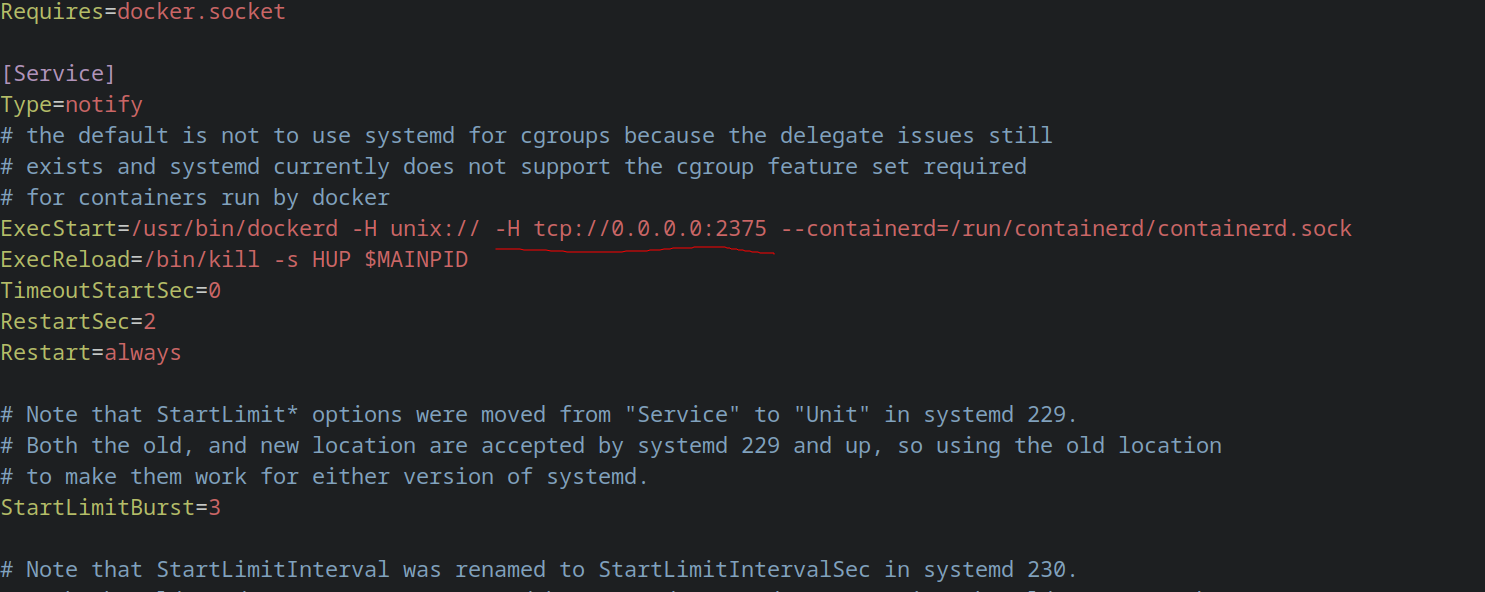 Requires=docker.socket
[Service]
Type=notify
# the default is not to use systemd for cgroups because the delegate issues still
# exists and systemd currently does not support the cgroup feature set required
# for containers run by docker
ExecStart=/usr/bin/dockerd -H unix:// -H tcp://0.0.0.0:2375 --containerd=/run/containerd/containerd.sock
ExecReload=/bin/kill -s HUP $MAINPID
TimeoutStartSec=0
RestartSec=2
Restart=always
# Note that StartLimit* options were moved from "Service" to "Unit" in systemd 229.
# Both the old, and new location are accepted by systemd 229 and up, so using the old location
# to make them work for either version of systemd.
StartLimitBurst=3
# Note that StartLimitInterval was renamed to StartLimitIntervalSec in systemd 230.